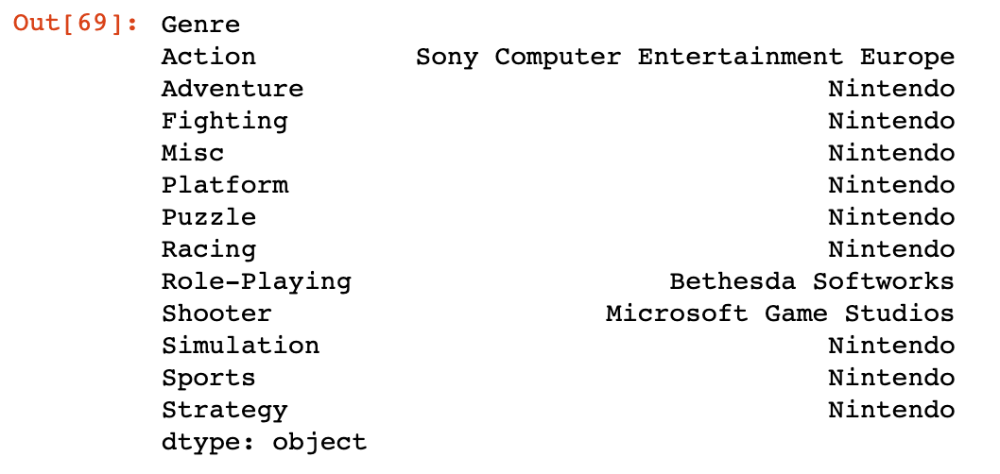 Out[69]: Genre
Action Sony Computer Entertainment Europe
Adventure Nintendo
Fighting Nintendo
Misc Nintendo
Platform Nintendo
Puzzle Nintendo
Racing Nintendo
Role-Playing Bethesda Softworks
Shooter Microsoft Game Studios
Simulation Nintendo
Sports Nintendo
Strategy Nintendo
dtype: object